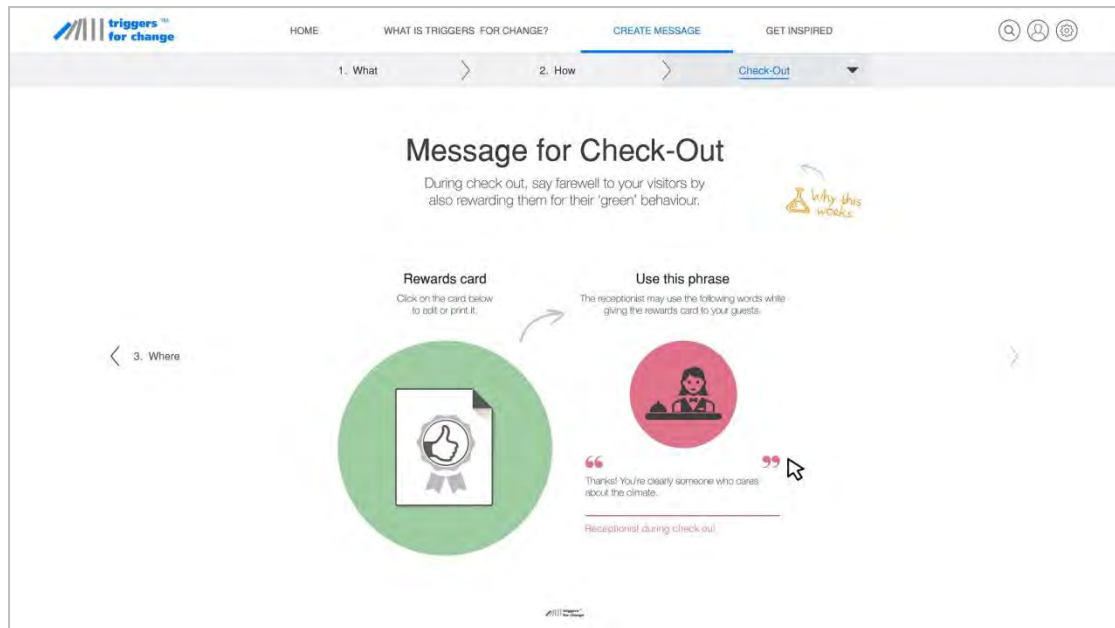 triggers ™
for change
HOME
WHAT IS TRIGGERS FOR CHANGE?
CREATE MESSAGE
GET INSPIRED
1. What
2. How
Check-Out
Message for Check-Out
During check out, say farewell to your visitors by
also rewarding them for their 'green' behaviour.
Why this
works
Rewards card
Click on the card below
to edit or print it.
Use this phrase
The receptionist may use the following words while
giving the rewards card to your guests.
3. Where
“ ”
Thanks! You're clearly someone who cares
about the climate.
Receptionist during check out
triggers ™
for change